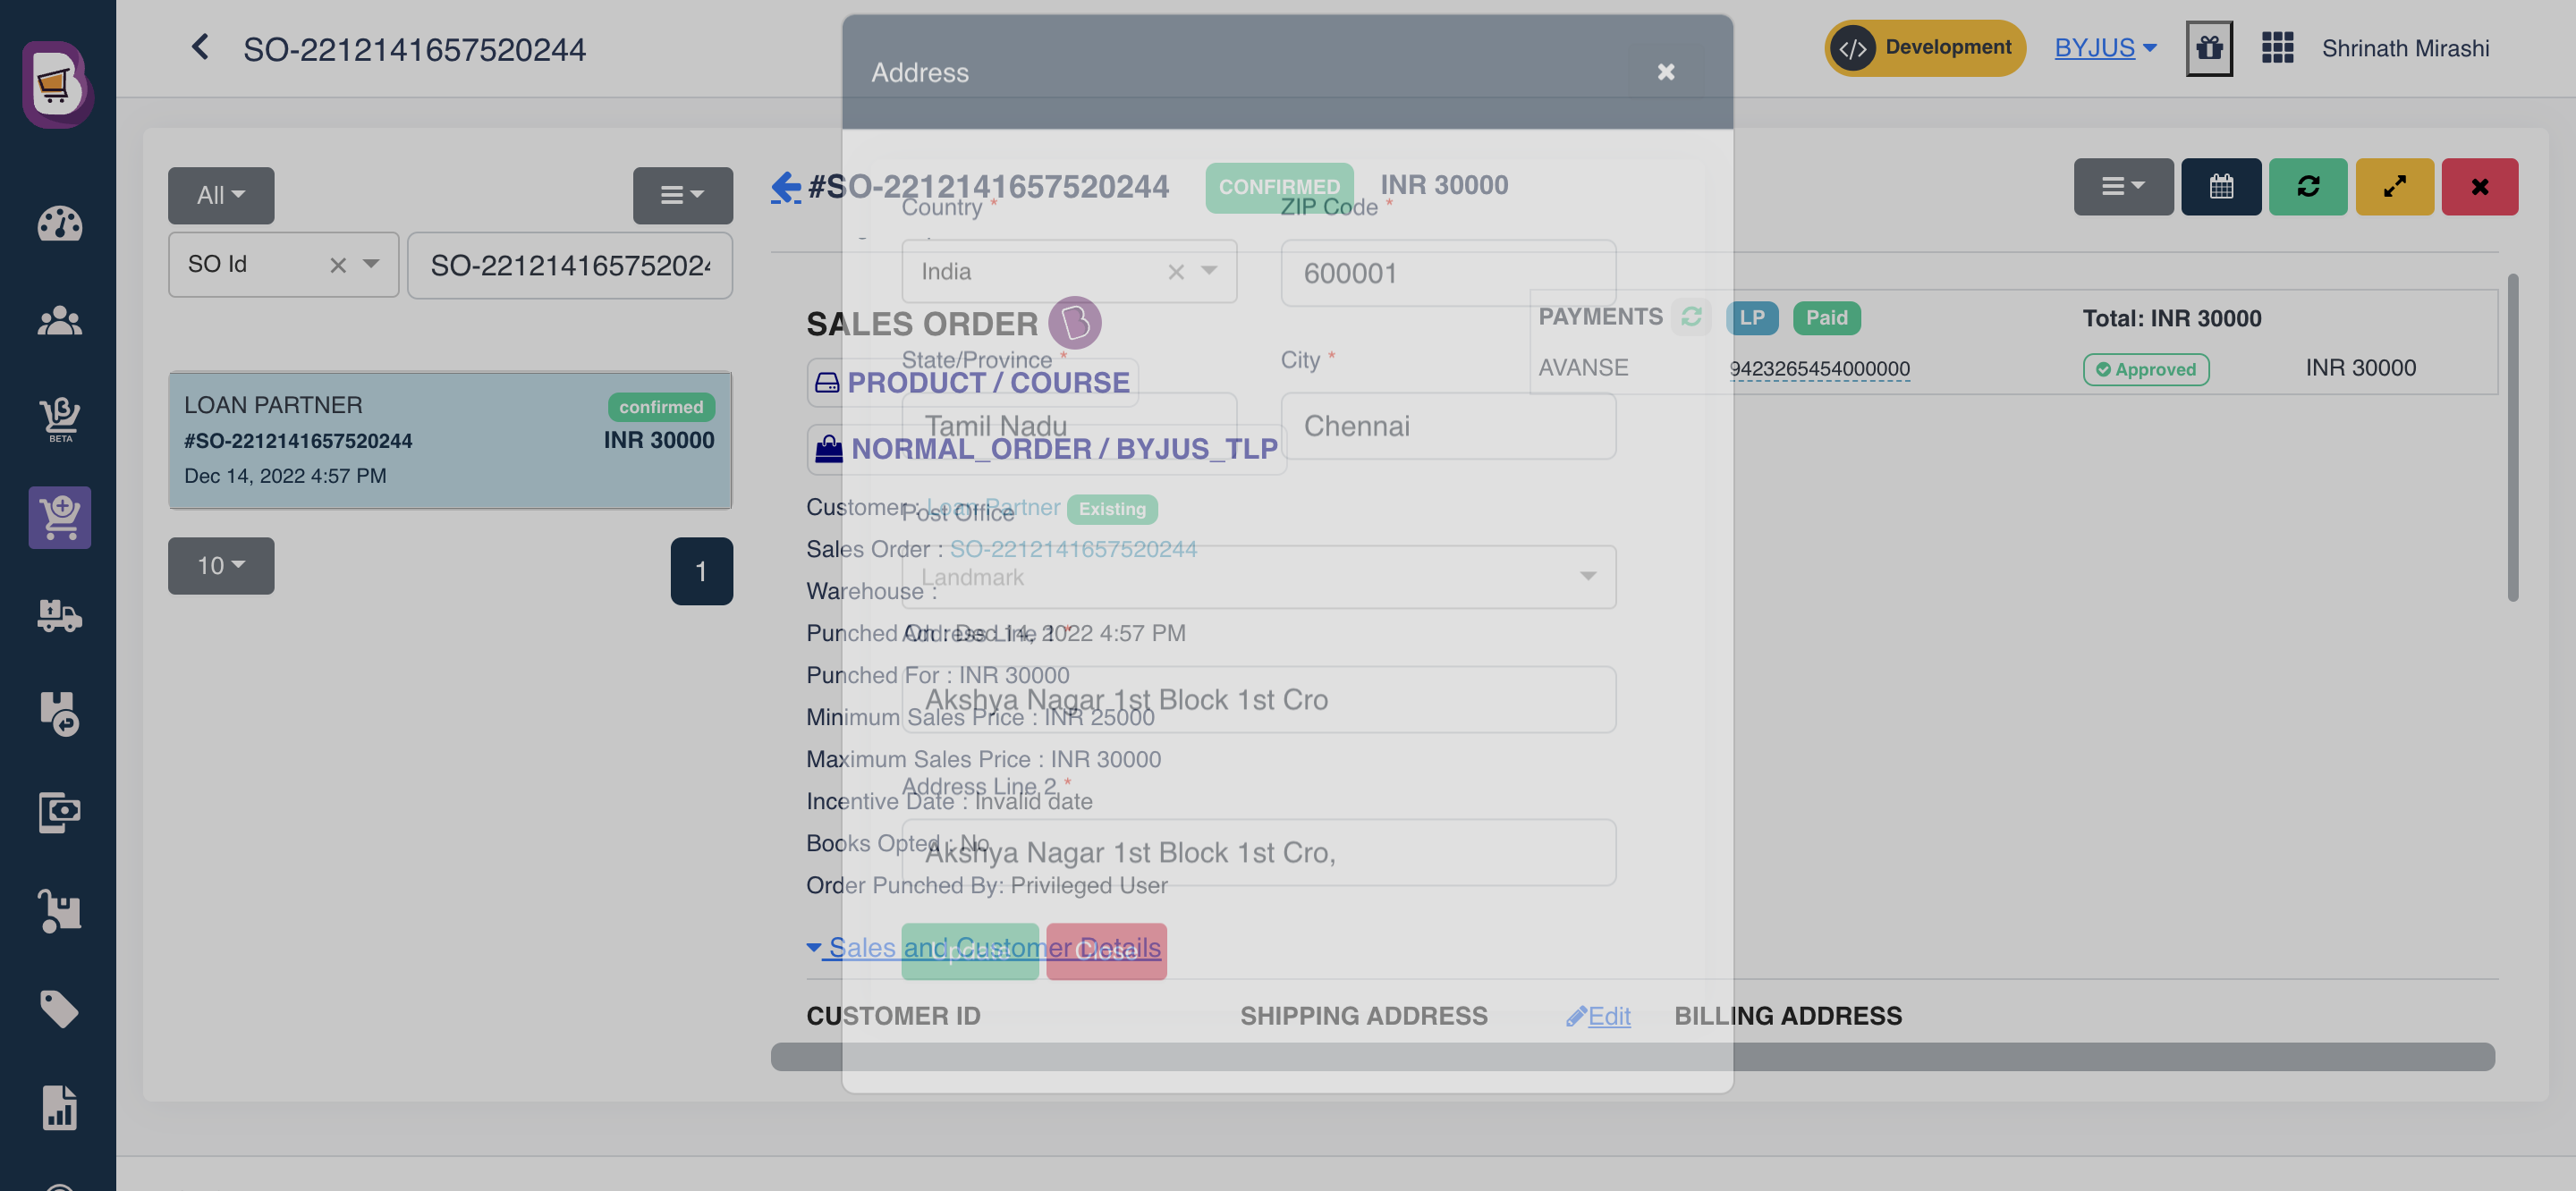 SO-2212141657520244
Development
BYJUS
Shrinath Mirashi
BETA
All
SO Id
SO-221214165752024
LOAN PARTNER
confirmed
#SO-2212141657520244
INR 30000
Dec 14, 2022 4:57 PM
10
1
Address
#SO-2212141657520244
CONFIRMED
INR 30000
Country *
ZIP Code *
India
600001
SALES ORDER
PAYMENTS
LP
Paid
Total: INR 30000
AVANSE
9423265454000000
Approved
INR 30000
State/Province *
City *
PRODUCT / COURSE
Tamil Nadu
Chennai
NORMAL_ORDER / BYJUS_TLP
Customer : Loan Partner
Existing
Post Office
Sales Order : SO-2212141657520244
Landmark
Warehouse :
Punched On : Dec 14, 2022 4:57 PM
Address Line 1 *
Punched For : INR 30000
Akshya Nagar 1st Block 1st Cro
Minimum Sales Price : INR 25000
Maximum Sales Price : INR 30000
Address Line 2 *
Incentive Date : Invalid date
Books Opted : No
Akshya Nagar 1st Block 1st Cro,
Order Punched By: Privileged User
Sales and Customer Details
Update
Close
CUSTOMER ID
SHIPPING ADDRESS
Edit
BILLING ADDRESS